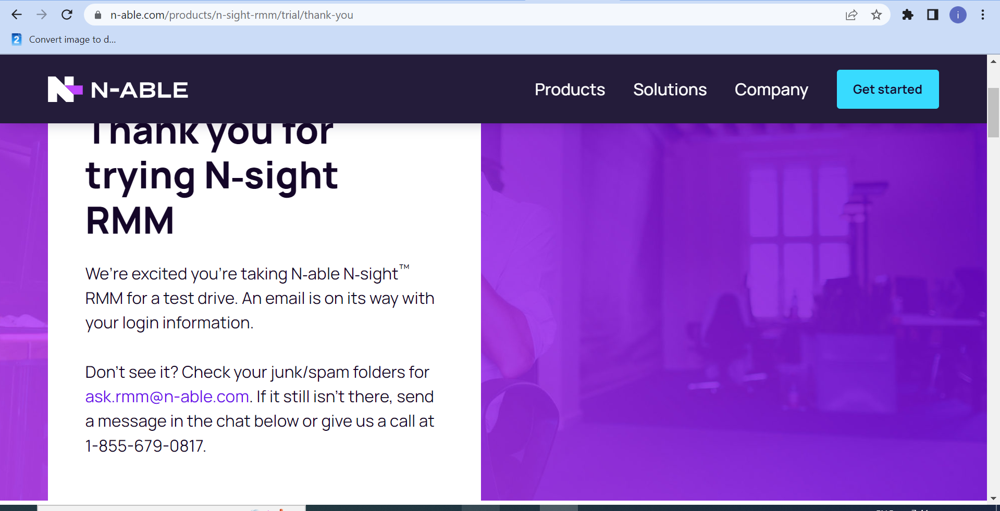 n-able.com/products/n-sight-rmm/trial/thank-you
i
2 Convert image to d...
N-ABLE
Products Solutions Company Get started
Thank you for
trying N-sight
RMM
We're excited you're taking N-able N-sight™
RMM for a test drive. An email is on its way with
your login information.
Don't see it? Check your junk/spam folders for
ask.rmm@n-able.com. If it still isn't there, send
a message in the chat below or give us a call at
1-855-679-0817.